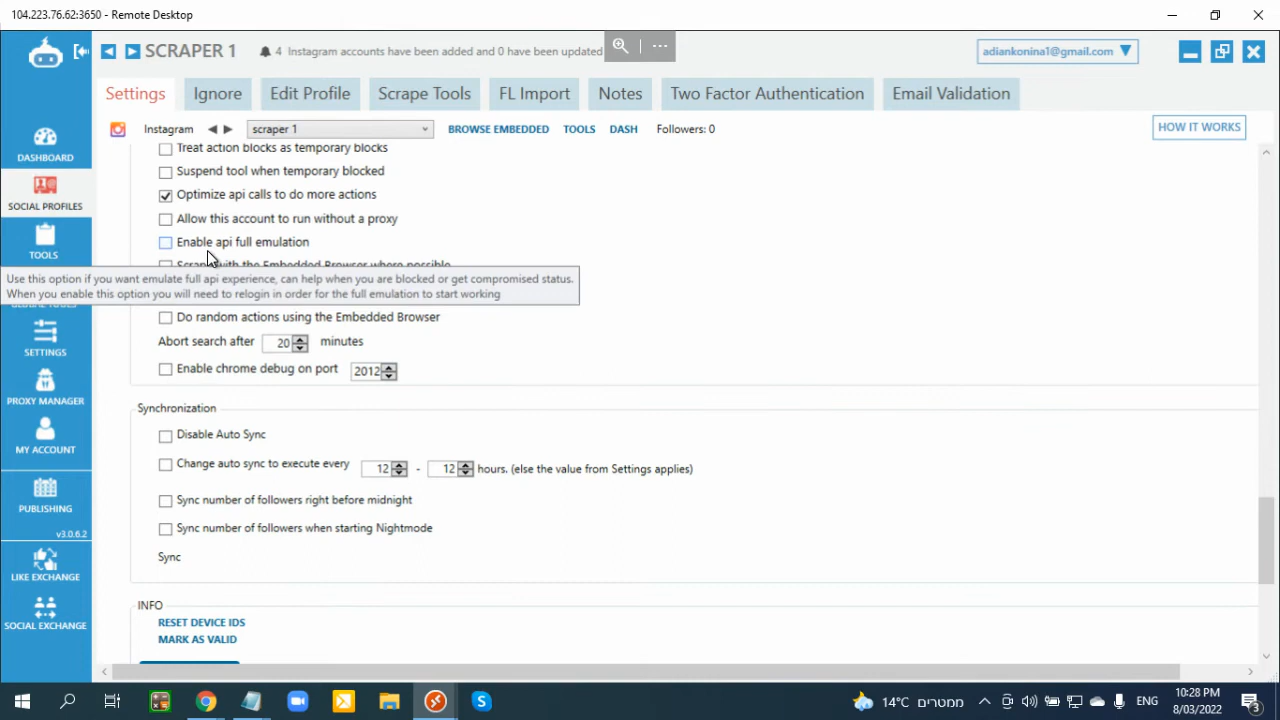 104.223.76.62:3650 - Remote Desktop
SCRAPER 1
4 Instagram accounts have been added and 0 have been updated
adiankonina1@gmail.com
Settings
Ignore
Edit Profile
Scrape Tools
FL Import
Notes
Two Factor Authentication
Email Validation
Instagram
scraper 1
BROWSE EMBEDDED
TOOLS
DASH
Followers: 0
HOW IT WORKS
DASHBOARD
SOCIAL PROFILES
TOOLS
SETTINGS
PROXY MANAGER
MY ACCOUNT
PUBLISHING
v3.0.6.2
LIKE EXCHANGE
SOCIAL EXCHANGE
Treat action blocks as temporary blocks
Suspend tool when temporary blocked
Optimize api calls to do more actions
Allow this account to run without a proxy
Enable api full emulation
Scrape with the Embedded Browser where possible
Use this option if you want emulate full api experience, can help when you are blocked or get compromised status.
When you enable this option you will need to relogin in order for the full emulation to start working
Do random actions using the Embedded Browser
Abort search after 20 minutes
Enable chrome debug on port 2012
Synchronization
Disable Auto Sync
Change auto sync to execute every 12 - 12 hours. (else the value from Settings applies)
Sync number of followers right before midnight
Sync number of followers when starting Nightmode
Sync
INFO
RESET DEVICE IDS
MARK AS VALID
14°C ממטרים
ENG
10:28 PM
8/03/2022
3